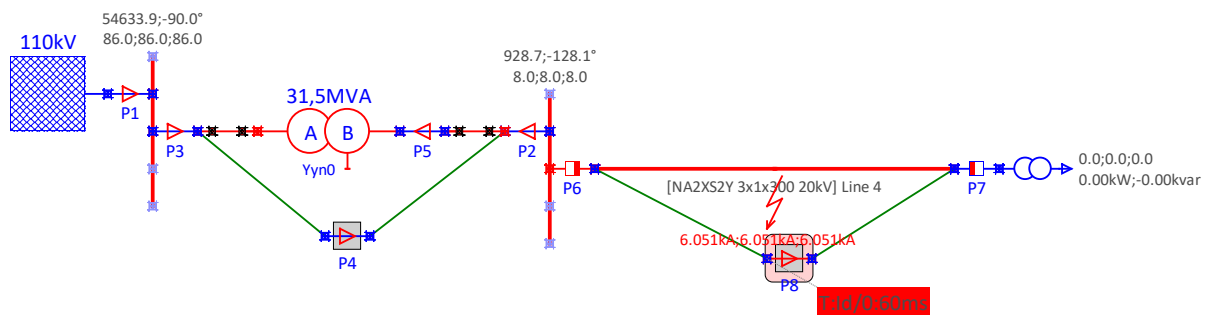 54633.9;-90.0°
86.0;86.0;86.0
110kV
P1
P3
31,5MVA
A
B
Yyn0
P5
P2
928.7;-128.1°
8.0;8.0;8.0
P4
P6
[NA2XS2Y 3x1x300 20kV] Line 4
P7
0.0;0.0;0.0
0.00kW;-0.00kvar
6.051kA;6.051kA;6.051kA
P8
T:Id/0:60ms